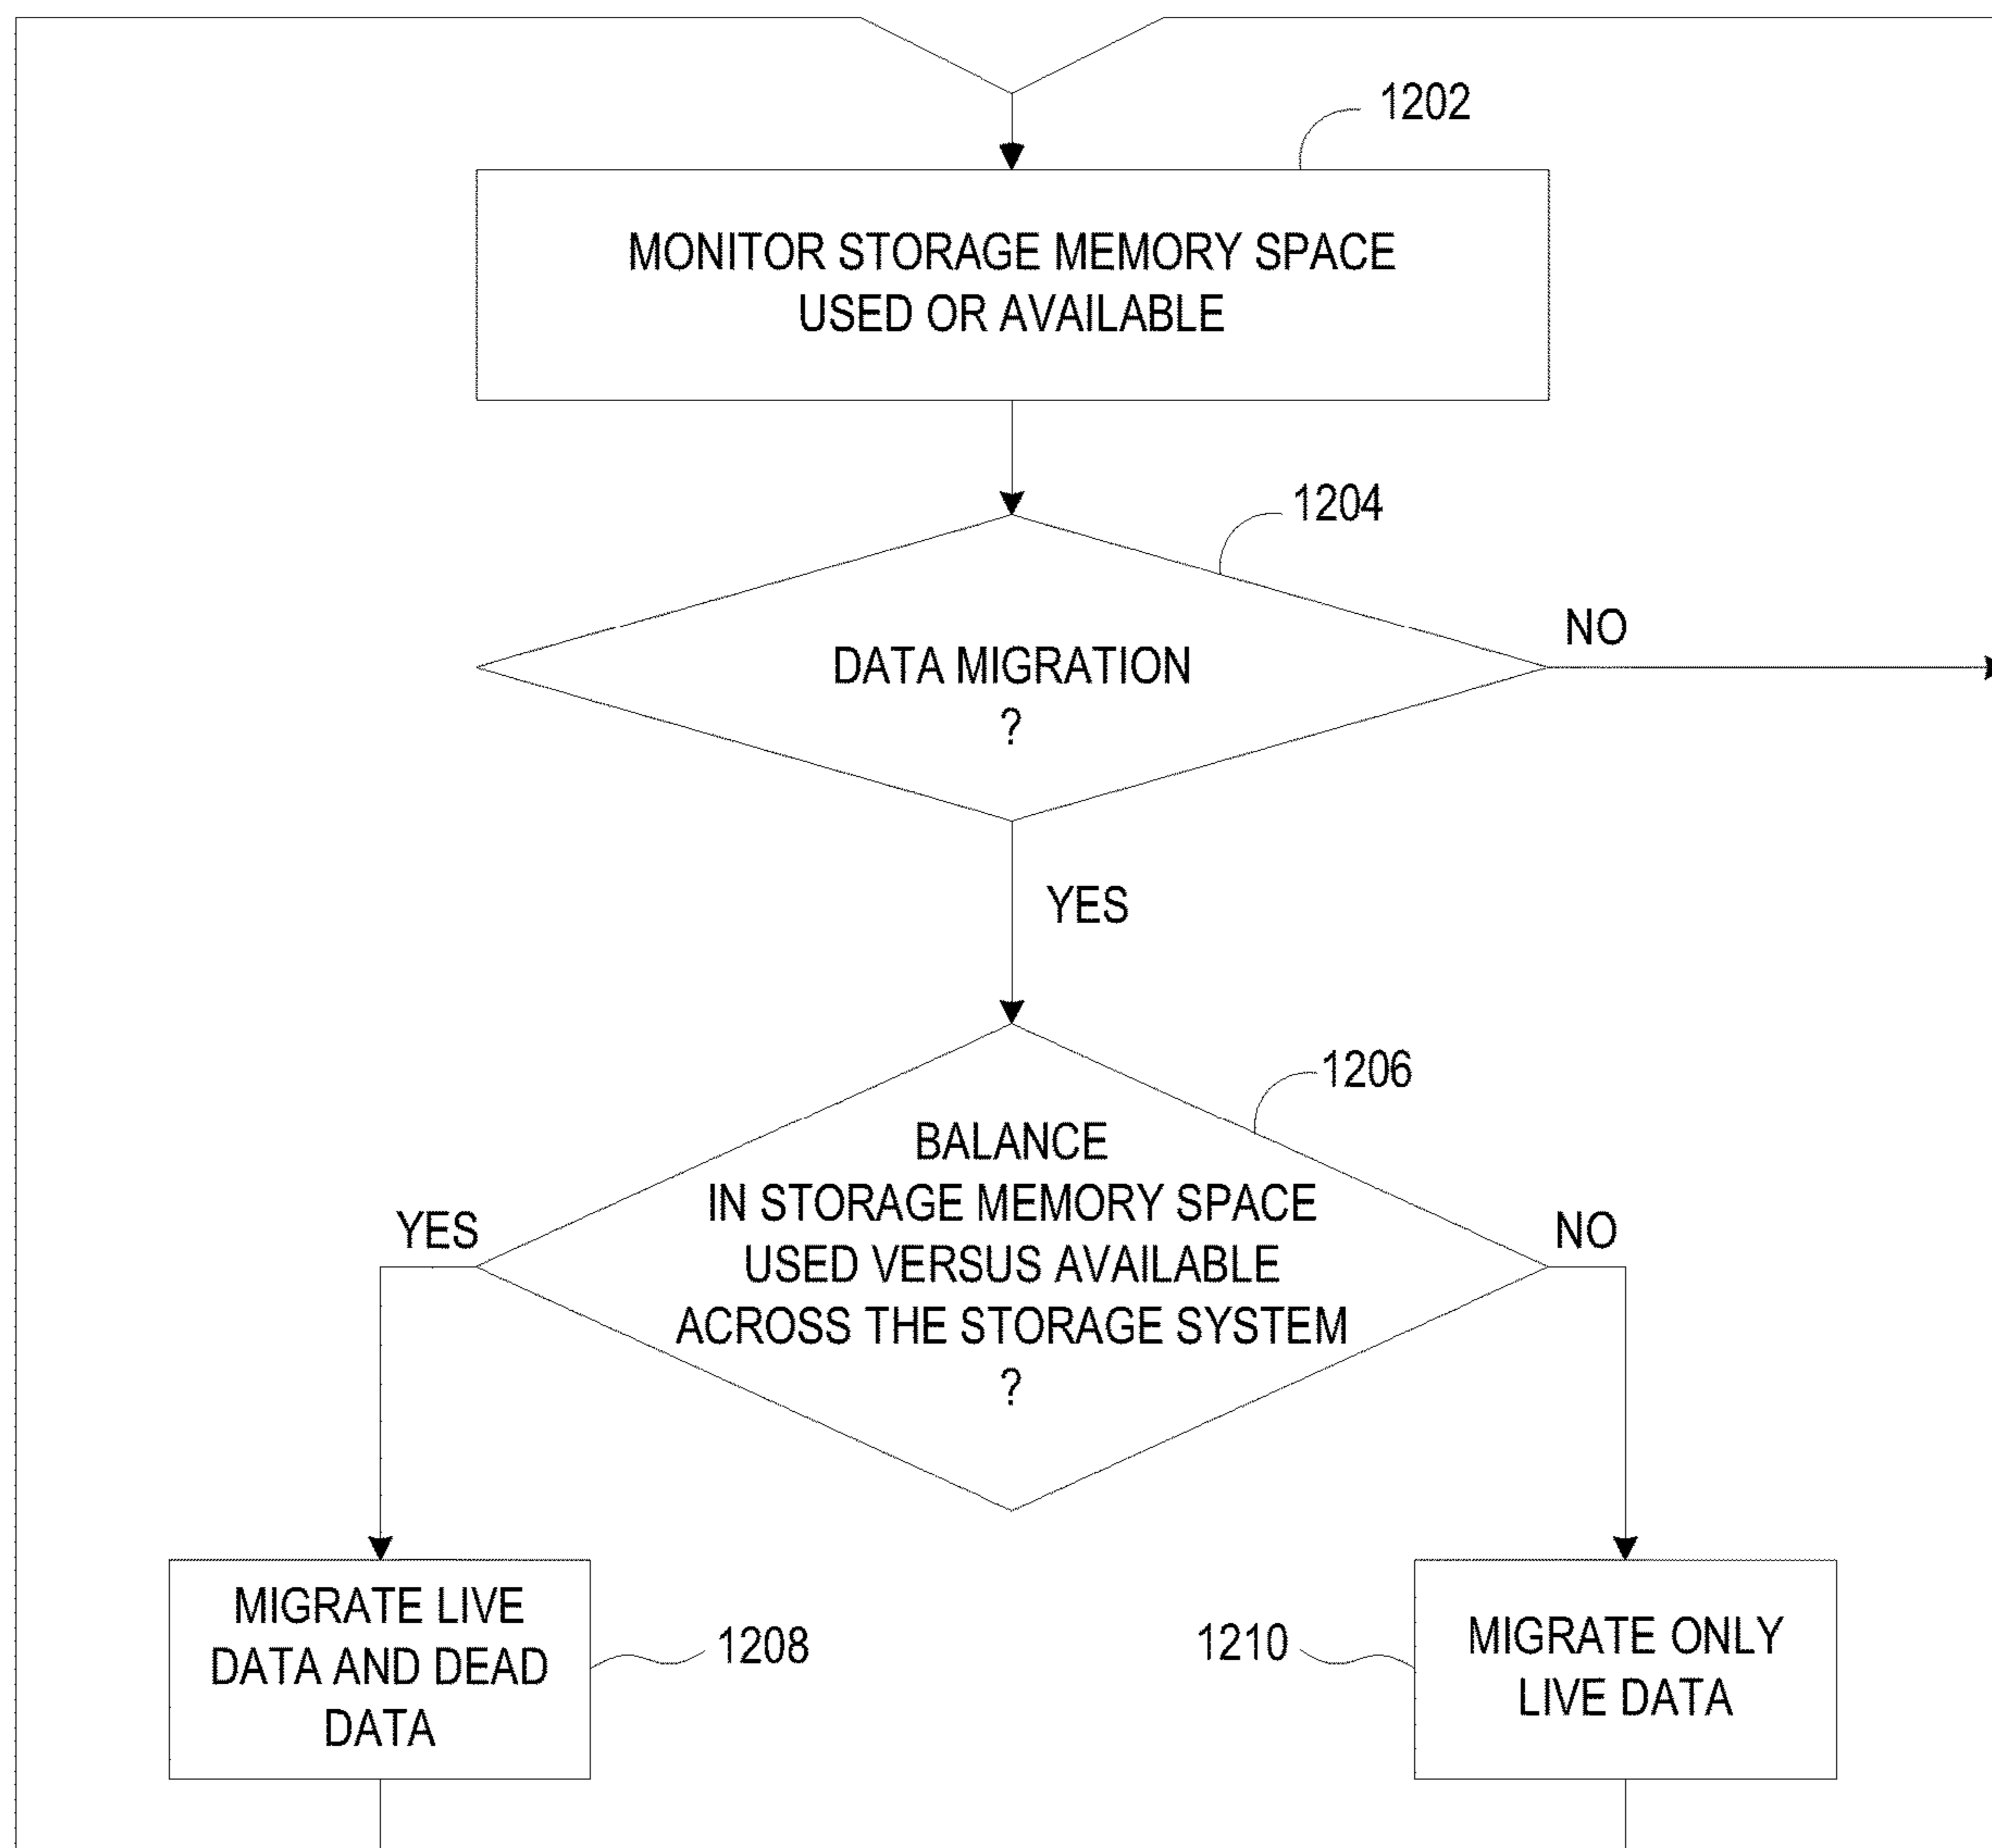 1202
MONITOR STORAGE MEMORY SPACE
USED OR AVAILABLE
1204
NO
DATA MIGRATION
?
YES
1206
BALANCE
IN STORAGE MEMORY SPACE
YES
NO
USED VERSUS AVAILABLE
ACROSS THE STORAGE SYSTEM
?
MIGRATE LIVE
DATA AND DEAD
DATA
1208
1210
MIGRATE ONLY
LIVE DATA